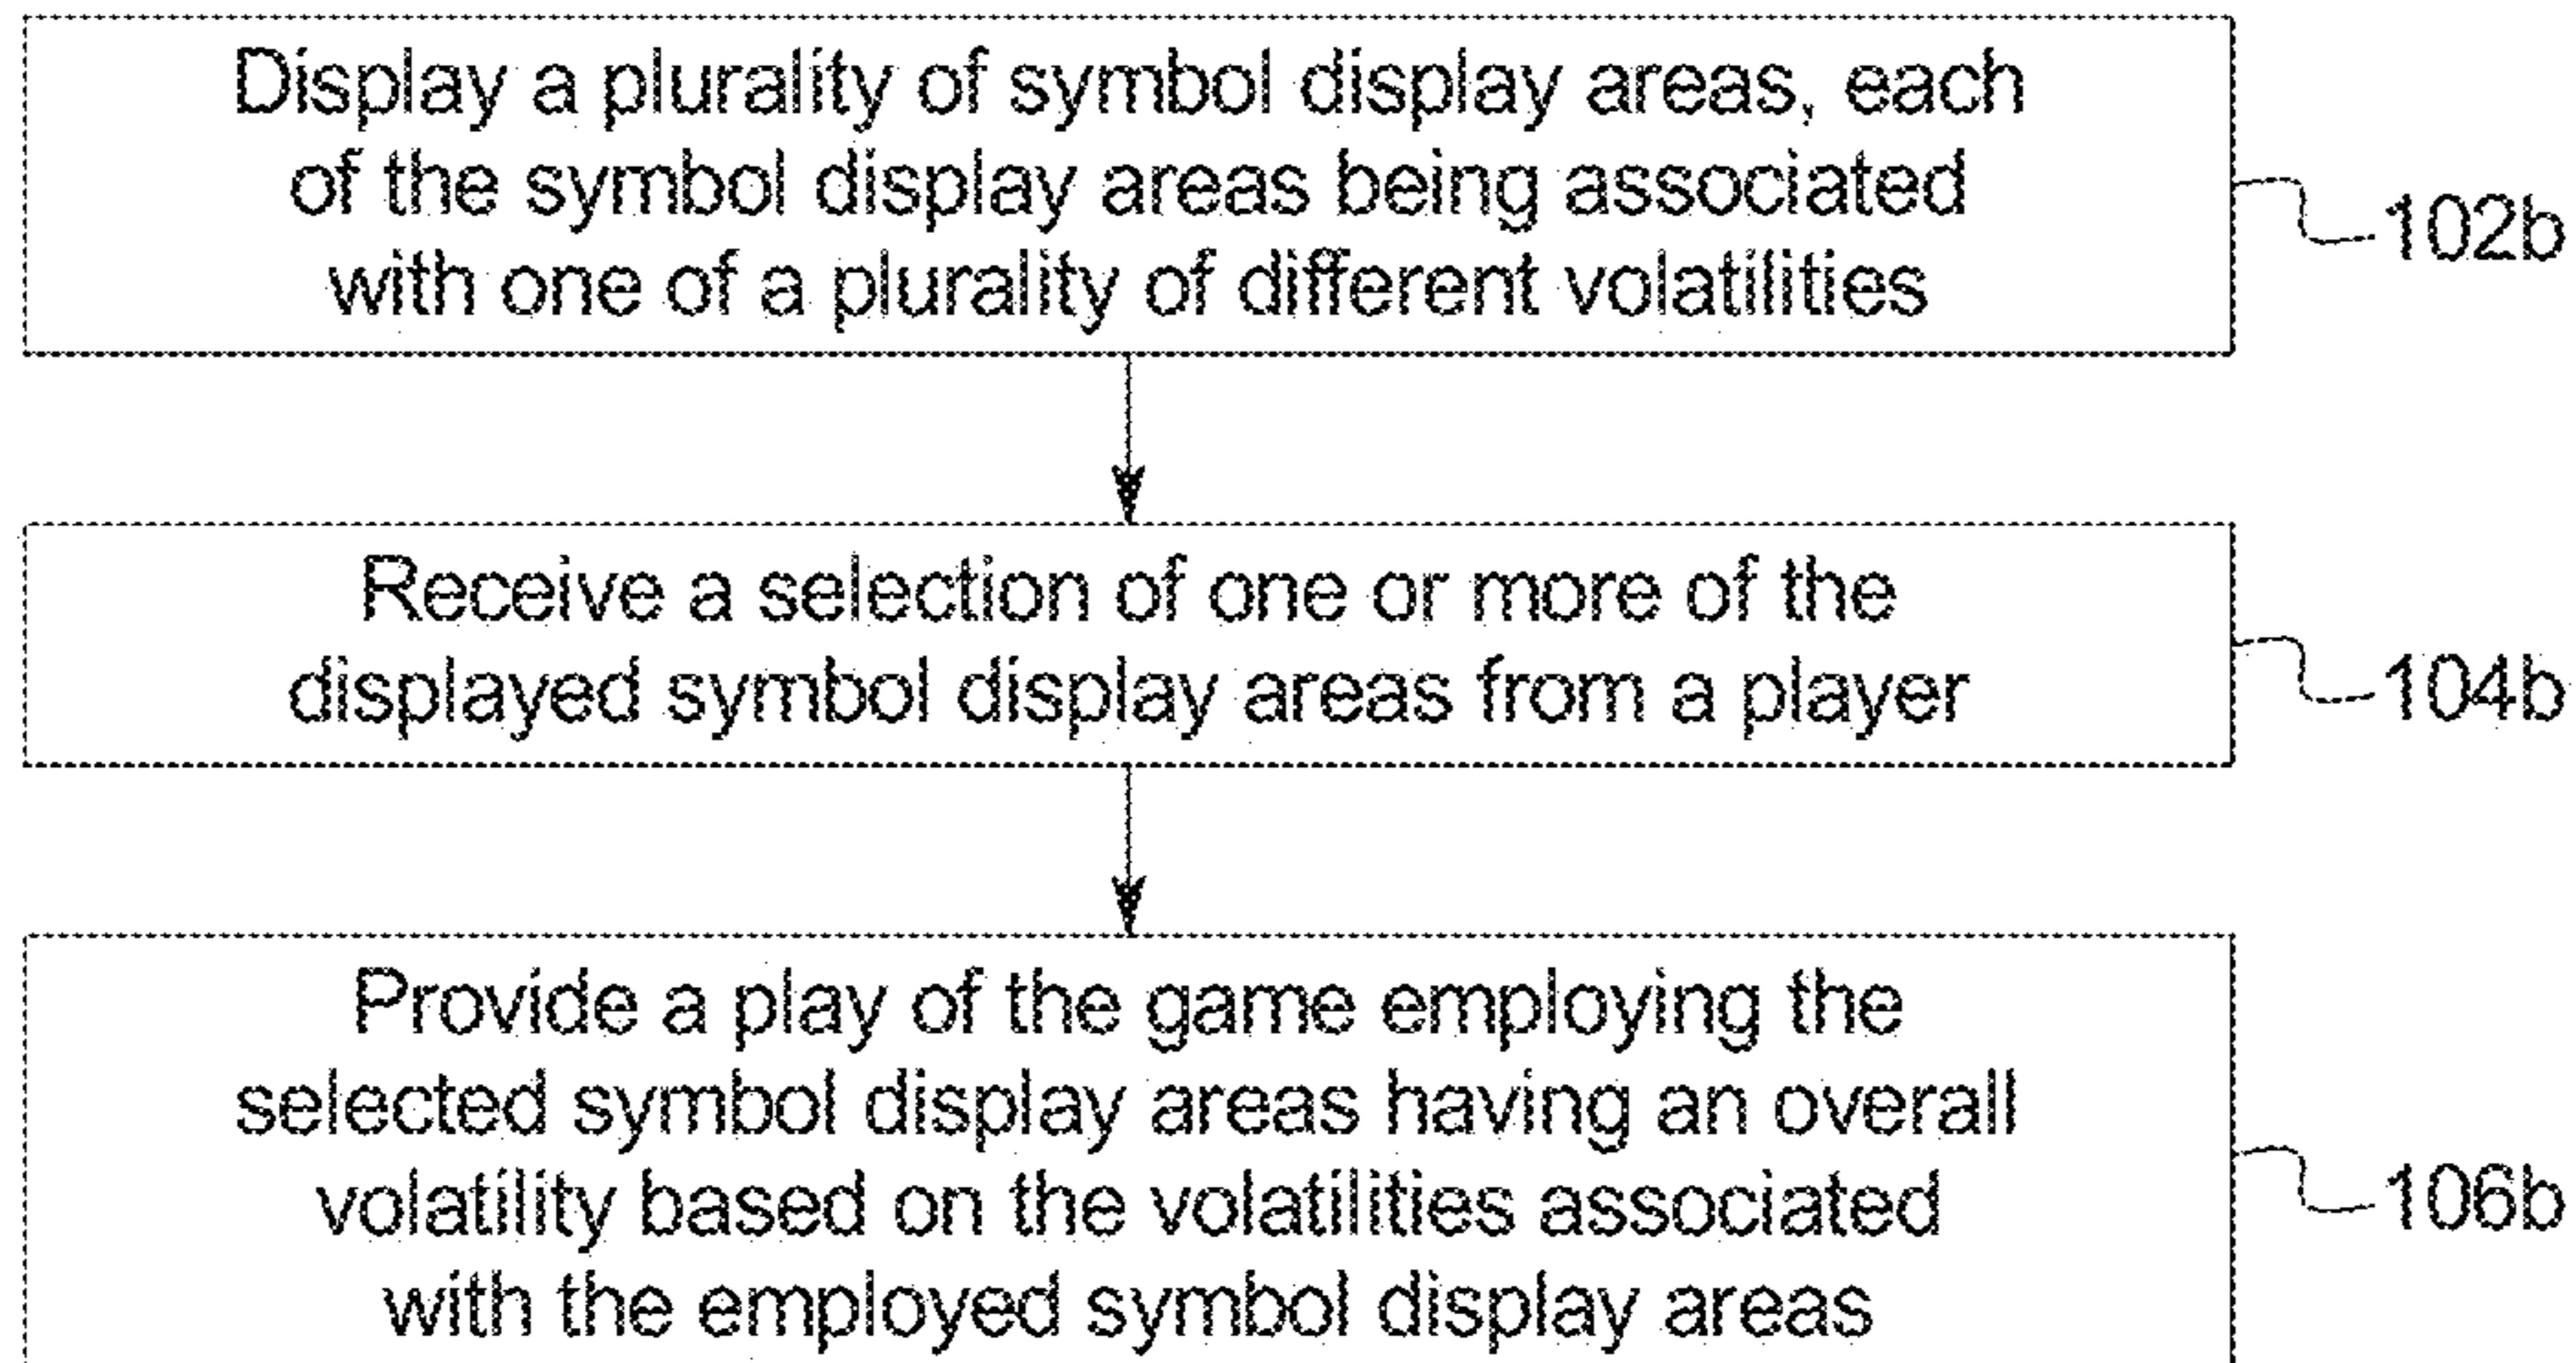 Display a plurality of symbol display areas, each
of the symbol display areas being associated
with one of a plurality of different volatilities
102b
Receive a selection of one or more of the
displayed symbol display areas from a player
104b
Provide a play of the game employing the
selected symbol display areas having an overall
volatility based on the volatilities associated
with the employed symbol display areas
106b